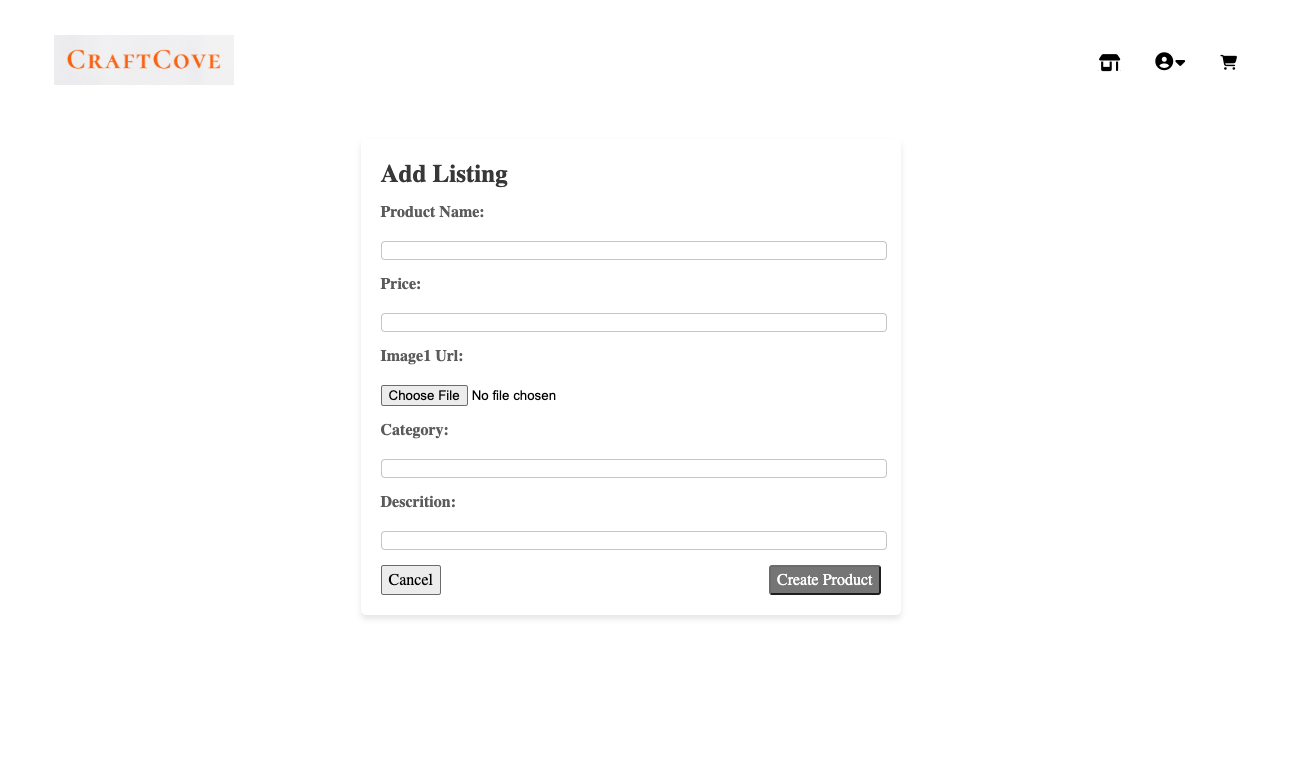 CRAFTCOVE
Add Listing
Product Name:
Price:
Image1 Url:
Choose File No file chosen
Category:
Descrition:
Cancel
Create Product